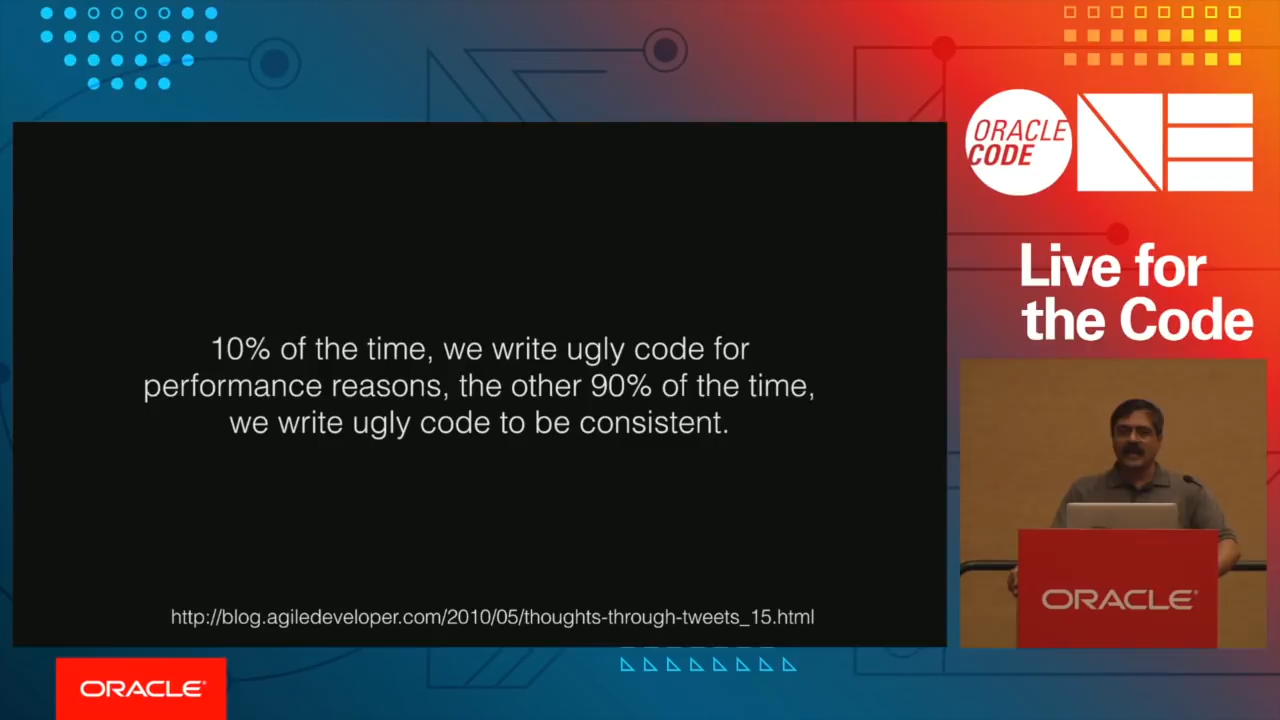 ORACLE
CODE
ONE
Live for
the Code
10% of the time, we write ugly code for
performance reasons, the other 90% of the time,
we write ugly code to be consistent.
http://blog.agiledeveloper.com/2010/05/thoughts-through-tweets_15.html
ORACLE
ORACLE